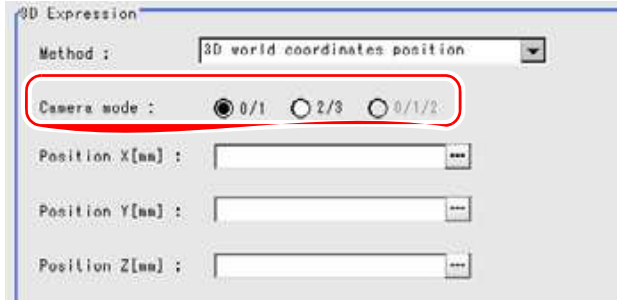 3D Expression
Method : 3D world coordinates position
Camera mode : 0/1 2/3 0/1/2
Position X[mm] : ...
Position Y[mm] : ...
Position Z[mm] : ...